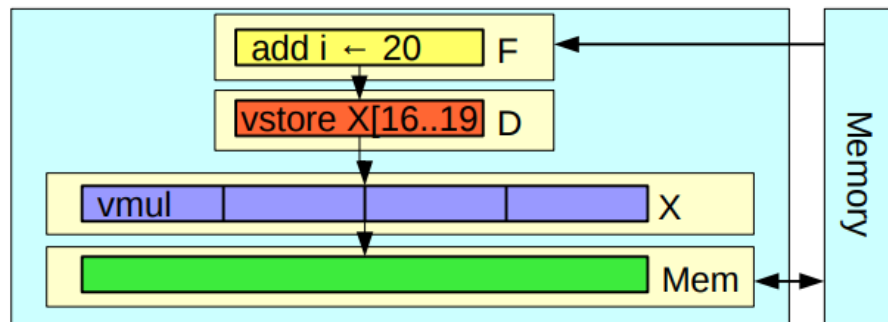 add i ← 20 F
vstore X[16..19 D
vmul X
Mem
Memory